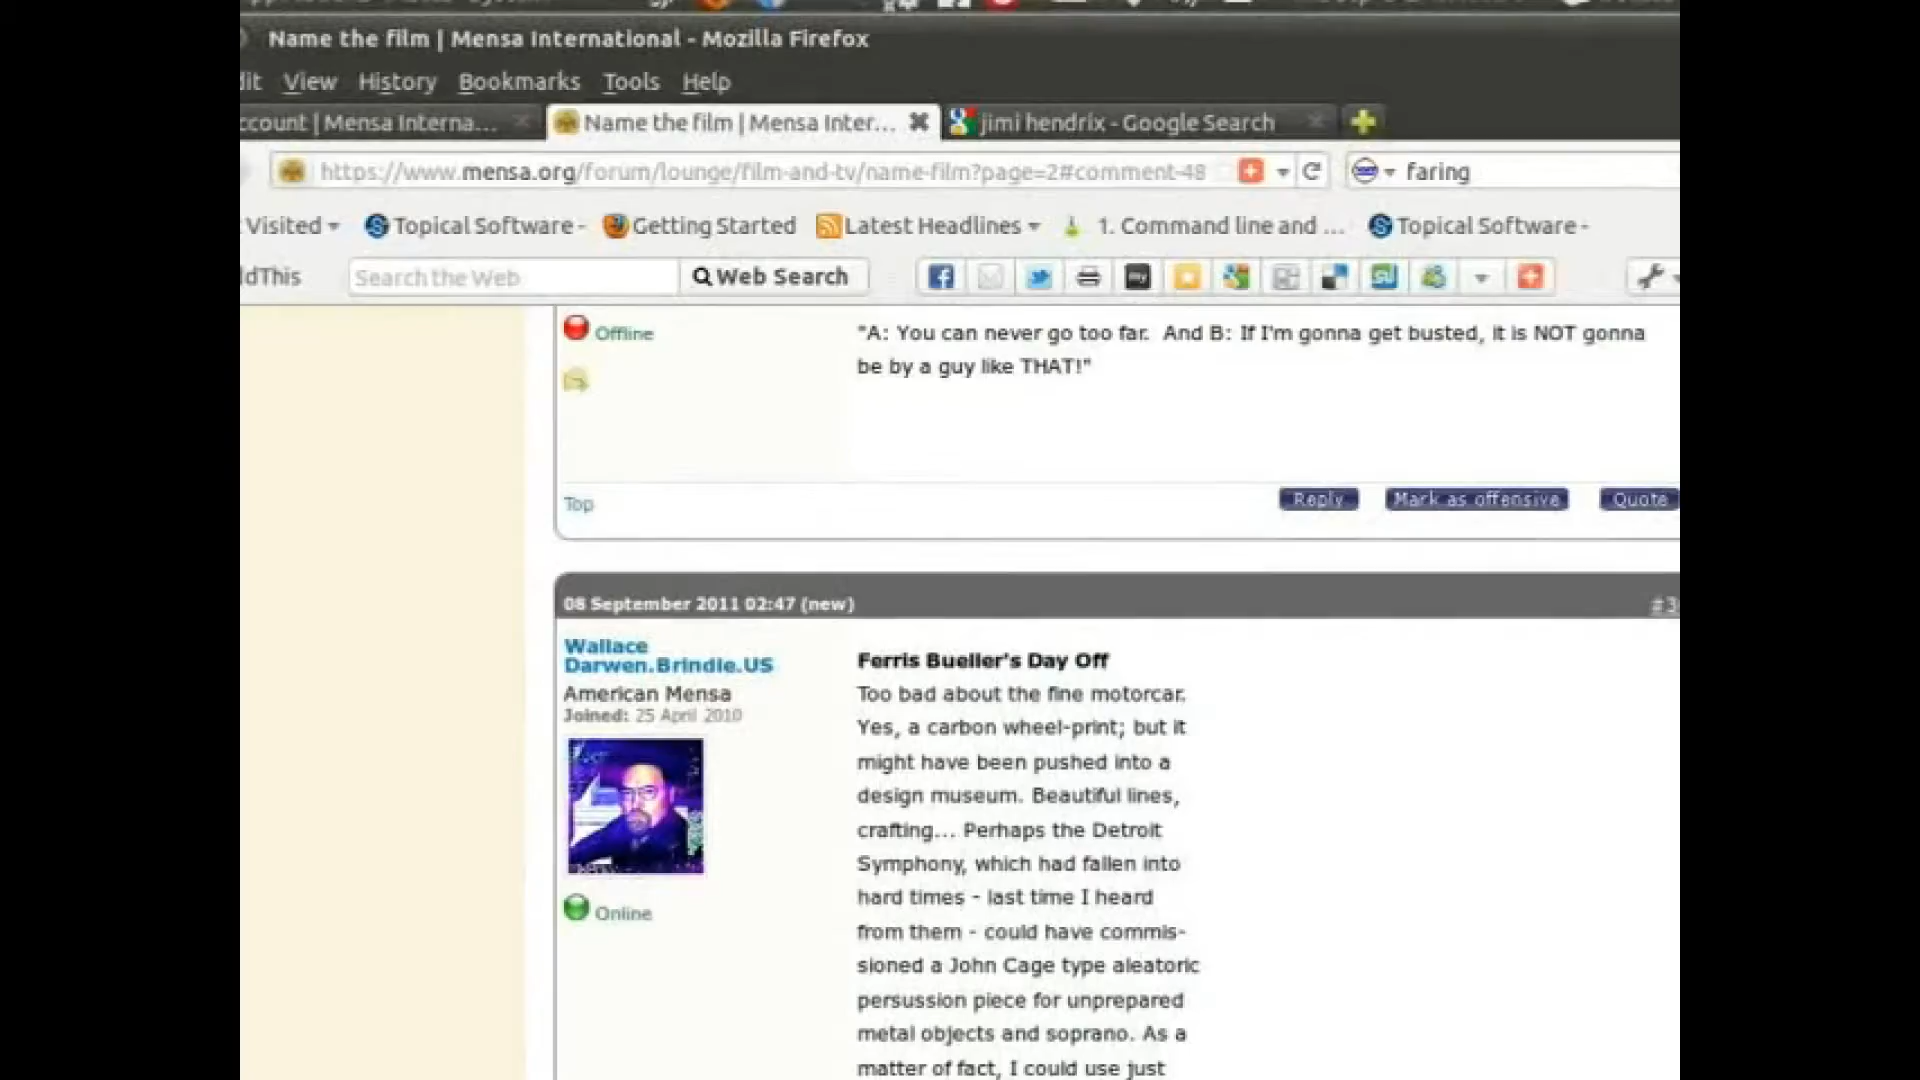 Name the film | Mensa International - Mozilla Firefox
dit View History Bookmarks Tools Help
ccount | Mensa Interna... Name the film | Mensa Inter... jimi hendrix - Google Search
https://www.mensa.org/forum/lounge/film-and-tv/name-film?page=2#comment-48 faring
Visited Topical Software - Getting Started Latest Headlines 1. Command line and ... Topical Software -
dThis Search the Web Web Search
Offline
"A: You can never go too far. And B: If I'm gonna get busted, it is NOT gonna
be by a guy like THAT!"
Top Reply Mark as offensive Quote
08 September 2011 02:47 (new) #3
Wallace
Darwen.Brindle.US
American Mensa
Joined: 25 April 2010
Online
Ferris Bueller's Day Off
Too bad about the fine motorcar.
Yes, a carbon wheel-print; but it
might have been pushed into a
design museum. Beautiful lines,
crafting... Perhaps the Detroit
Symphony, which had fallen into
hard times - last time I heard
from them - could have commis-
sioned a John Cage type aleatoric
persussion piece for unprepared
metal objects and soprano. As a
matter of fact, I could use just